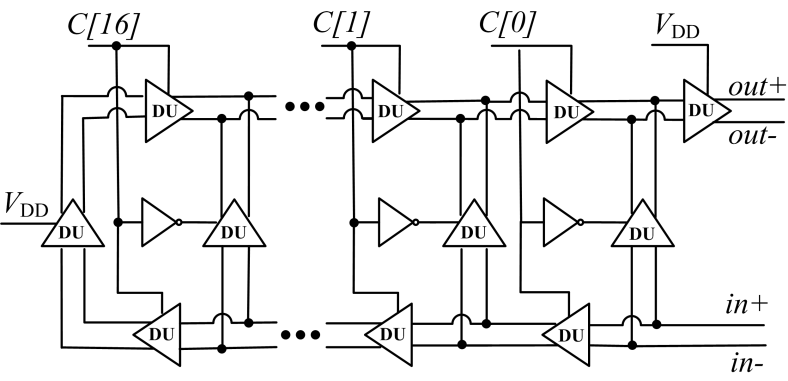 C[16]
C[1]
C[0]
VDD
DU
DU
DU
DU
out+
out-
VDD
DU
DU
DU
DU
DU
DU
DU
in+
in-